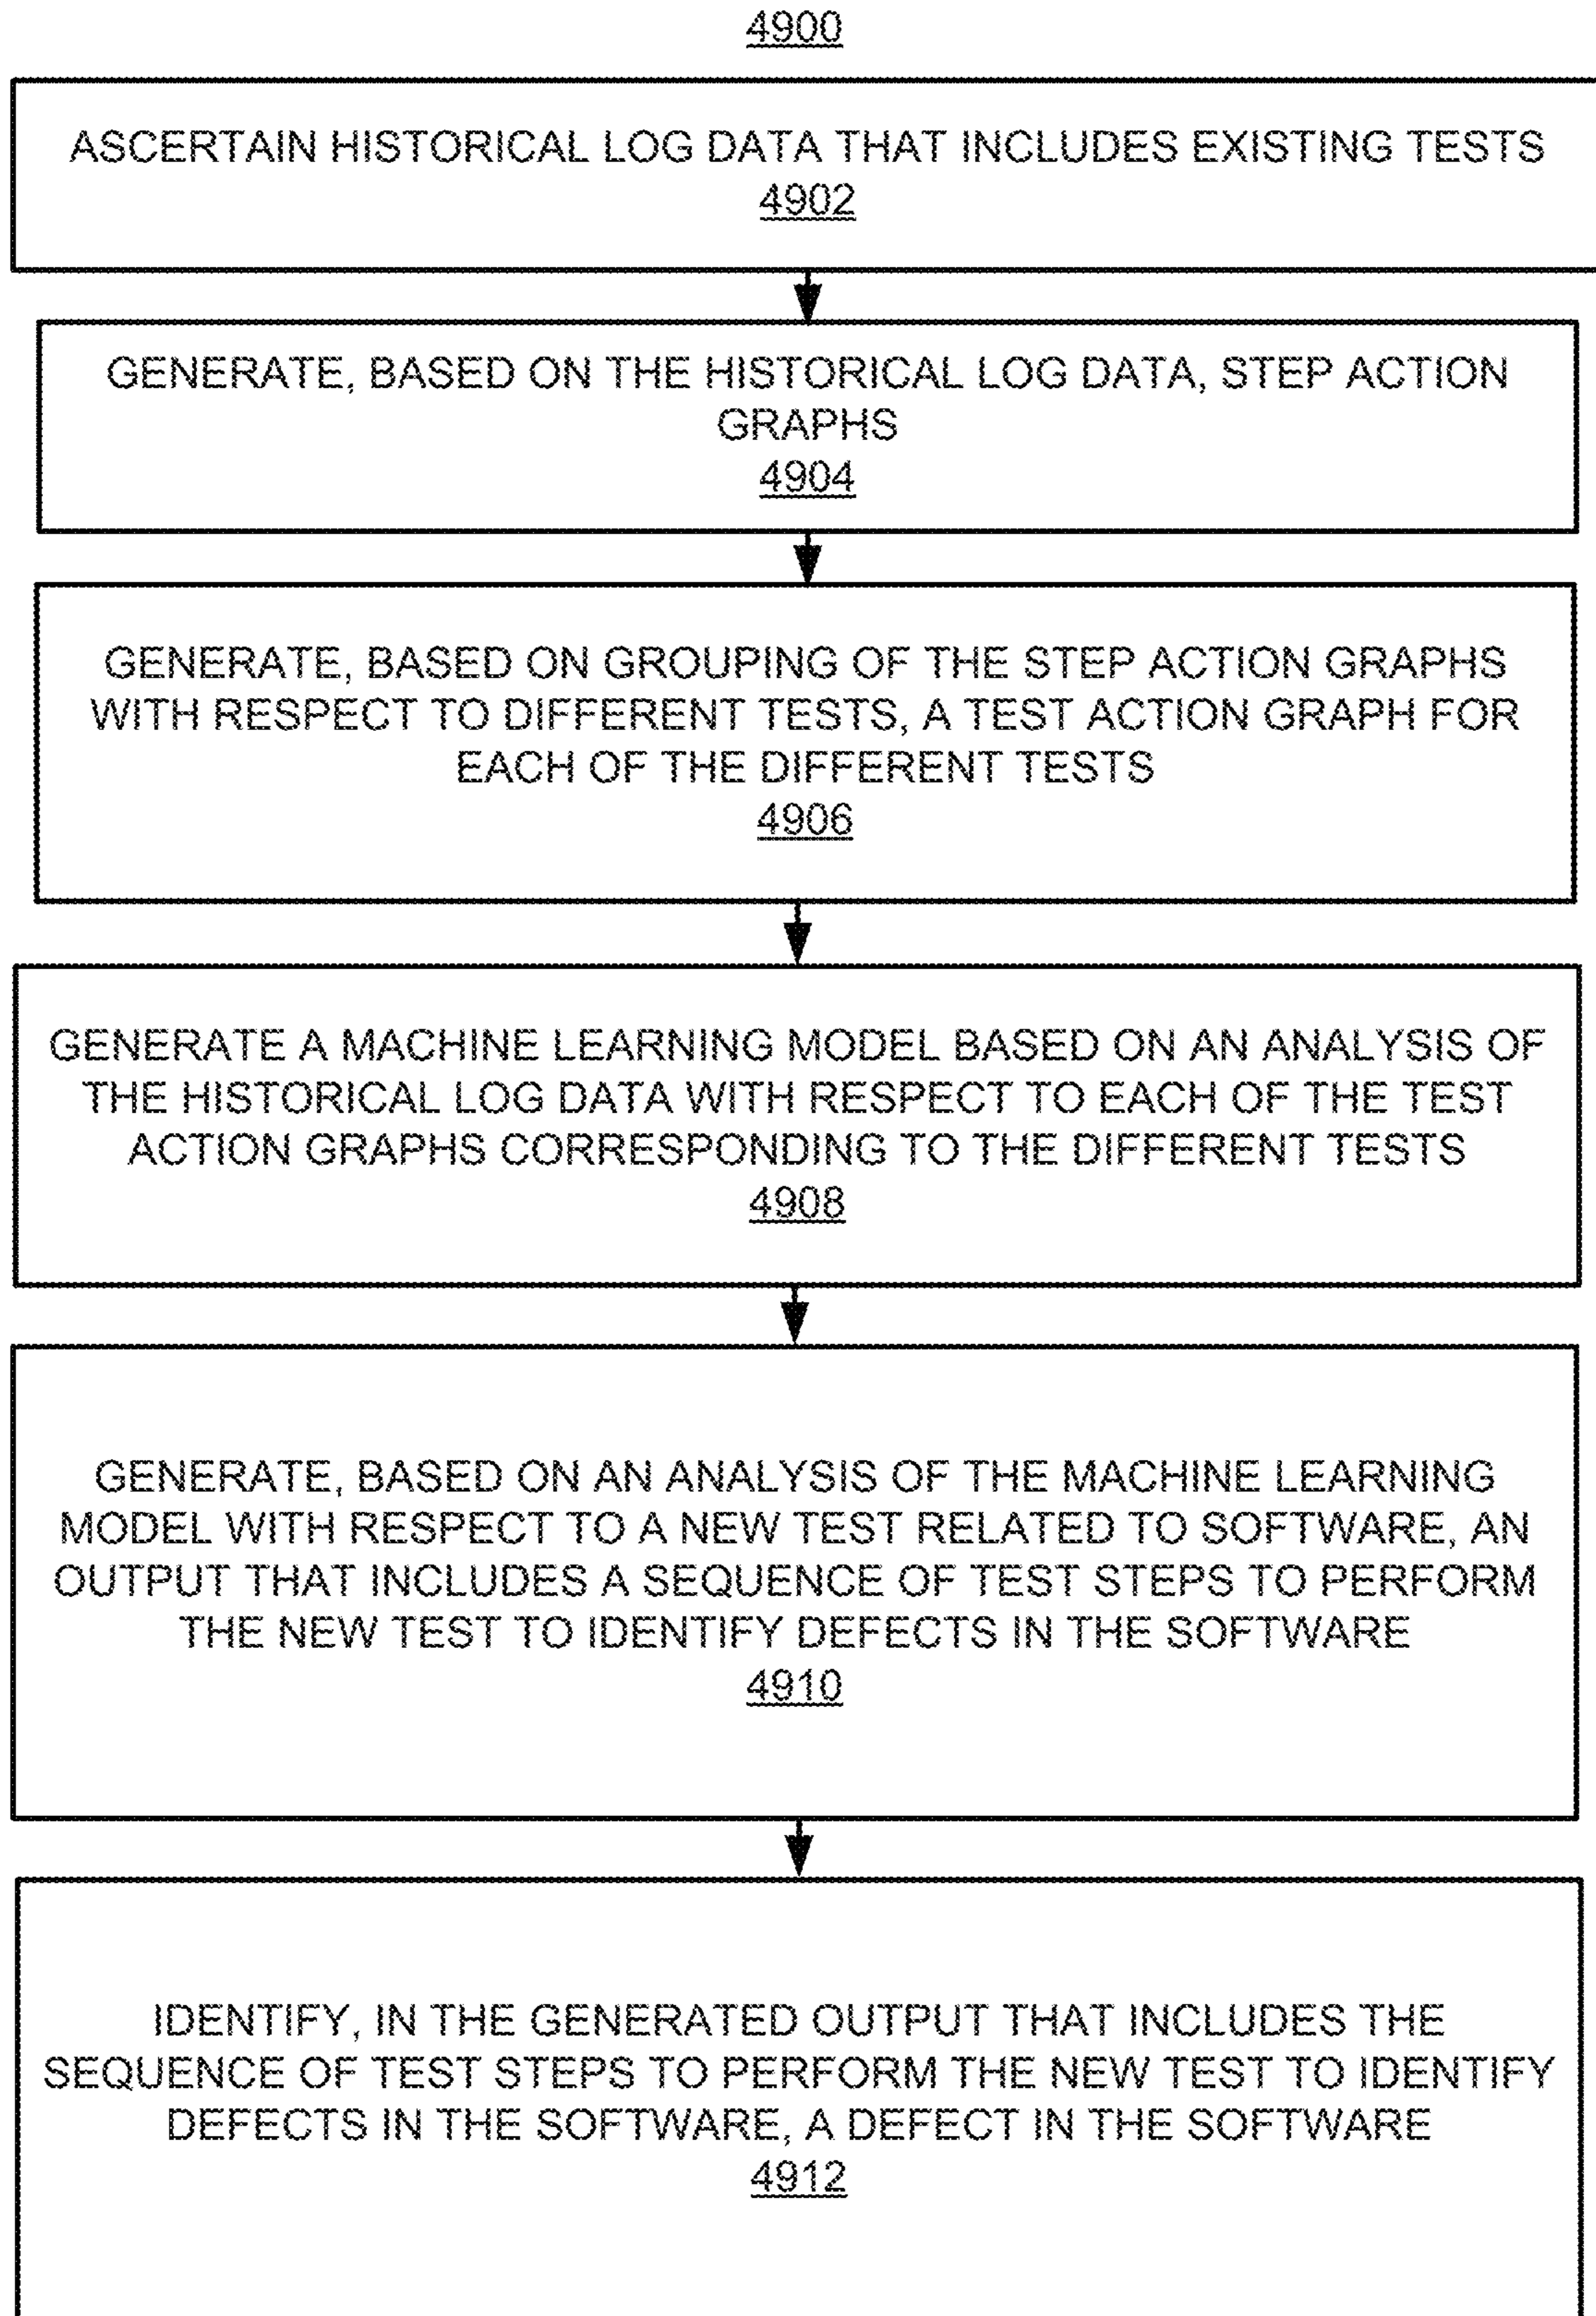 4900
ASCERTAIN HISTORICAL LOG DATA THAT INCLUDES EXISTING TESTS
4902
GENERATE, BASED ON THE HISTORICAL LOG DATA, STEP ACTION
GRAPHS
4904
GENERATE, BASED ON GROUPING OF THE STEP ACTION GRAPHS
WITH RESPECT TO DIFFERENT TESTS, A TEST ACTION GRAPH FOR
EACH OF THE DIFFERENT TESTS
4906
GENERATE A MACHINE LEARNING MODEL BASED ON AN ANALYSIS OF
THE HISTORICAL LOG DATA WITH RESPECT TO EACH OF THE TEST
ACTION GRAPHS CORRESPONDING TO THE DIFFERENT TESTS
4908
GENERATE, BASED ON AN ANALYSIS OF THE MACHINE LEARNING
MODEL WITH RESPECT TO A NEW TEST RELATED TO SOFTWARE, AN
OUTPUT THAT INCLUDES A SEQUENCE OF TEST STEPS TO PERFORM
THE NEW TEST TO IDENTIFY DEFECTS IN THE SOFTWARE
4910
IDENTIFY, IN THE GENERATED OUTPUT THAT INCLUDES THE
SEQUENCE OF TEST STEPS TO PERFORM THE NEW TEST TO IDENTIFY
DEFECTS IN THE SOFTWARE, A DEFECT IN THE SOFTWARE
4912